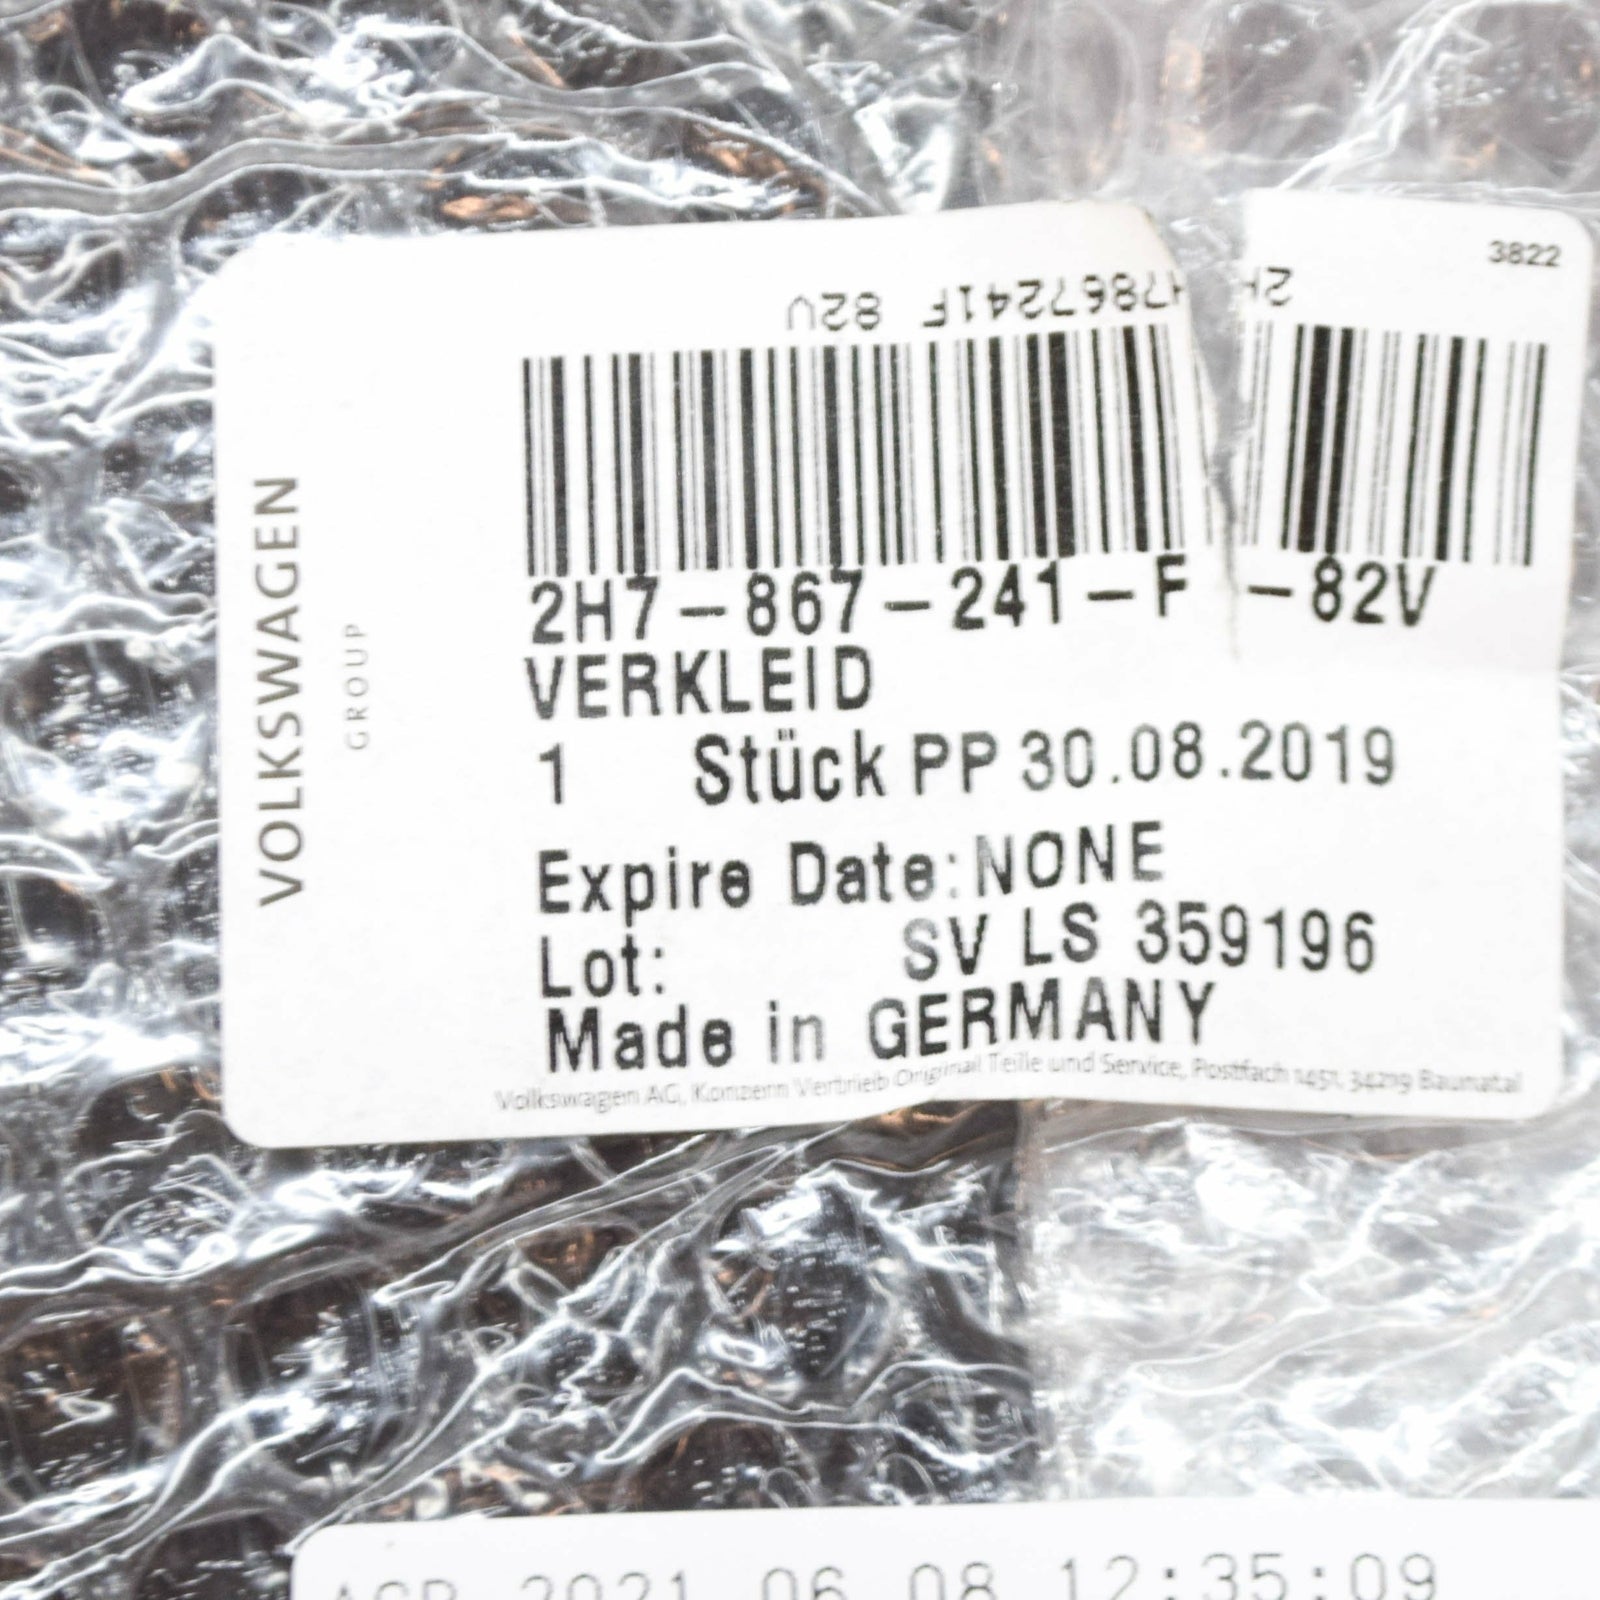 3822
2H7867241F 82V
VOLKSWAGEN
GROUP
2H7-867-241-F -82V
VERKLEID
1 Stück PP 30.08.2019
Expire Date:NONE
Lot: SV LS 359196
Made in GERMANY
Volkswagen AG, Konzern Vertrieb Original Teile und Service, Postfach 1451, 34219 Baunatal
2021 06 08 12:35:09